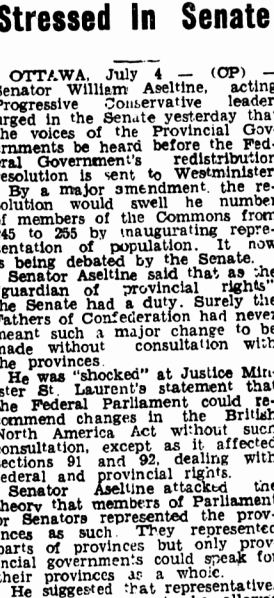 Stressed In Senate
OTTAWA, July 4 — (CP) —
Senator William Aseltine, acting
Progressive Conservative leader
urged in the Senate yesterday that
the voices of the Provincial Gov-
ernments be heard before the Fed-
eral Government's redistribution
resolution is sent to Westminister
By a major amendment. the re-
solution would swell he number
of members of the Commons from
245 to 255 by inaugurating repre-
sentation of population. It now
is being debated by the Senate.
Senator Aseltine said that as the
"guardian of provincial rights"
the Senate had a duty. Surely the
Fathers of Confederation had never
meant such a major change to be
made without consultation with
the provinces.
He was "shocked" at Justice Min-
ister St. Laurent's statement that
the Federal Parliament could re-
commend changes in the British
North America Act without such
consultation, except as it affected
sections 91 and 92, dealing with
federal and provincial rights.
Senator Aseltine attacked the
theory that members of Parliament
or Senators represented the prov-
inces as such. They represented
parts of provinces but only prov-
incial governments could speak for
their provinces as a whole.
He suggested that representative